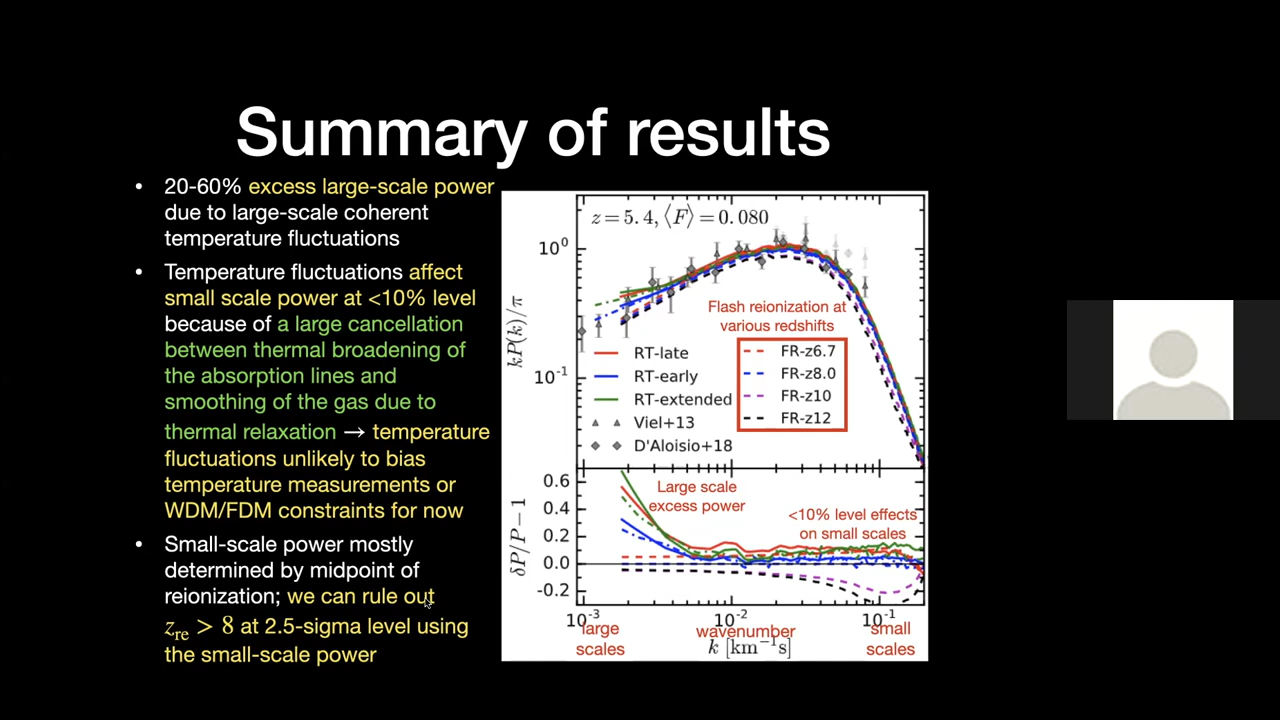 Summary of results
• 20-60% excess large-scale power
due to large-scale coherent
temperature fluctuations
• Temperature fluctuations affect
small scale power at <10% level
because of a large cancellation
between thermal broadening of
the absorption lines and
smoothing of the gas due to
thermal relaxation → temperature
fluctuations unlikely to bias
temperature measurements or
WDM/FDM constraints for now
• Small-scale power mostly
determined by midpoint of
reionization; we can rule out
z_re > 8 at 2.5-sigma level using
the small-scale power
z = 5.4, ⟨F⟩ = 0.080
10⁰
10⁻¹
kP(k)/π
Flash reionization at
various redshifts
RT-late
RT-early
RT-extended
Viel+13
D'Aloisio+18
FR-z6.7
FR-z8.0
FR-z10
FR-z12
0.6
0.4
0.2
0.0
-0.2
δP/P − 1
Large scale
excess power
<10% level effects
on small scales
10⁻³
10⁻²
10⁻¹
large
scales
wavenumber
k [km⁻¹s]
small
scales